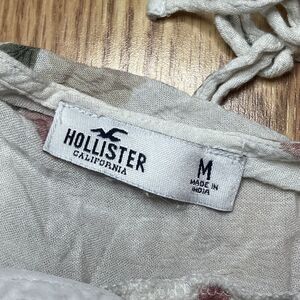 HOLLISTER
CALIFORNIA
M
MADE IN
INDIA